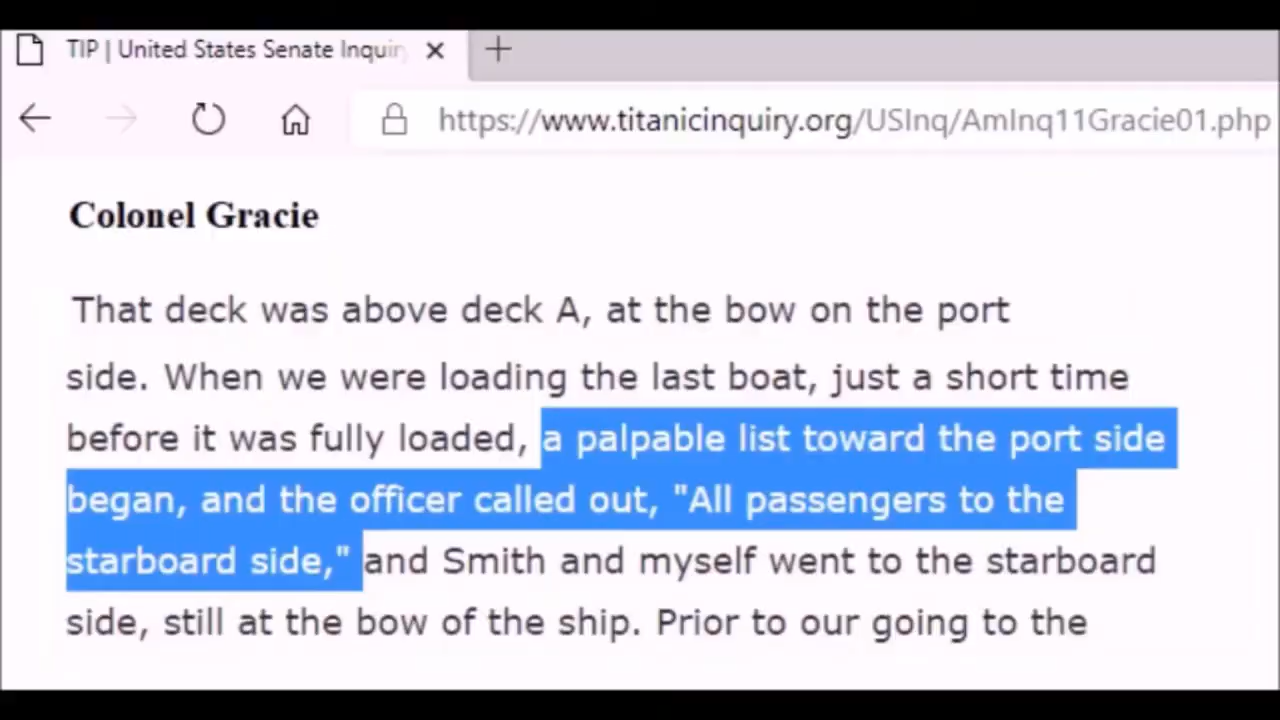 TIP | United States Senate Inquir
https://www.titanicinquiry.org/USInq/AmInq11Gracie01.php
Colonel Gracie
That deck was above deck A, at the bow on the port
side. When we were loading the last boat, just a short time
before it was fully loaded, a palpable list toward the port side
began, and the officer called out, "All passengers to the
starboard side," and Smith and myself went to the starboard
side, still at the bow of the ship. Prior to our going to the